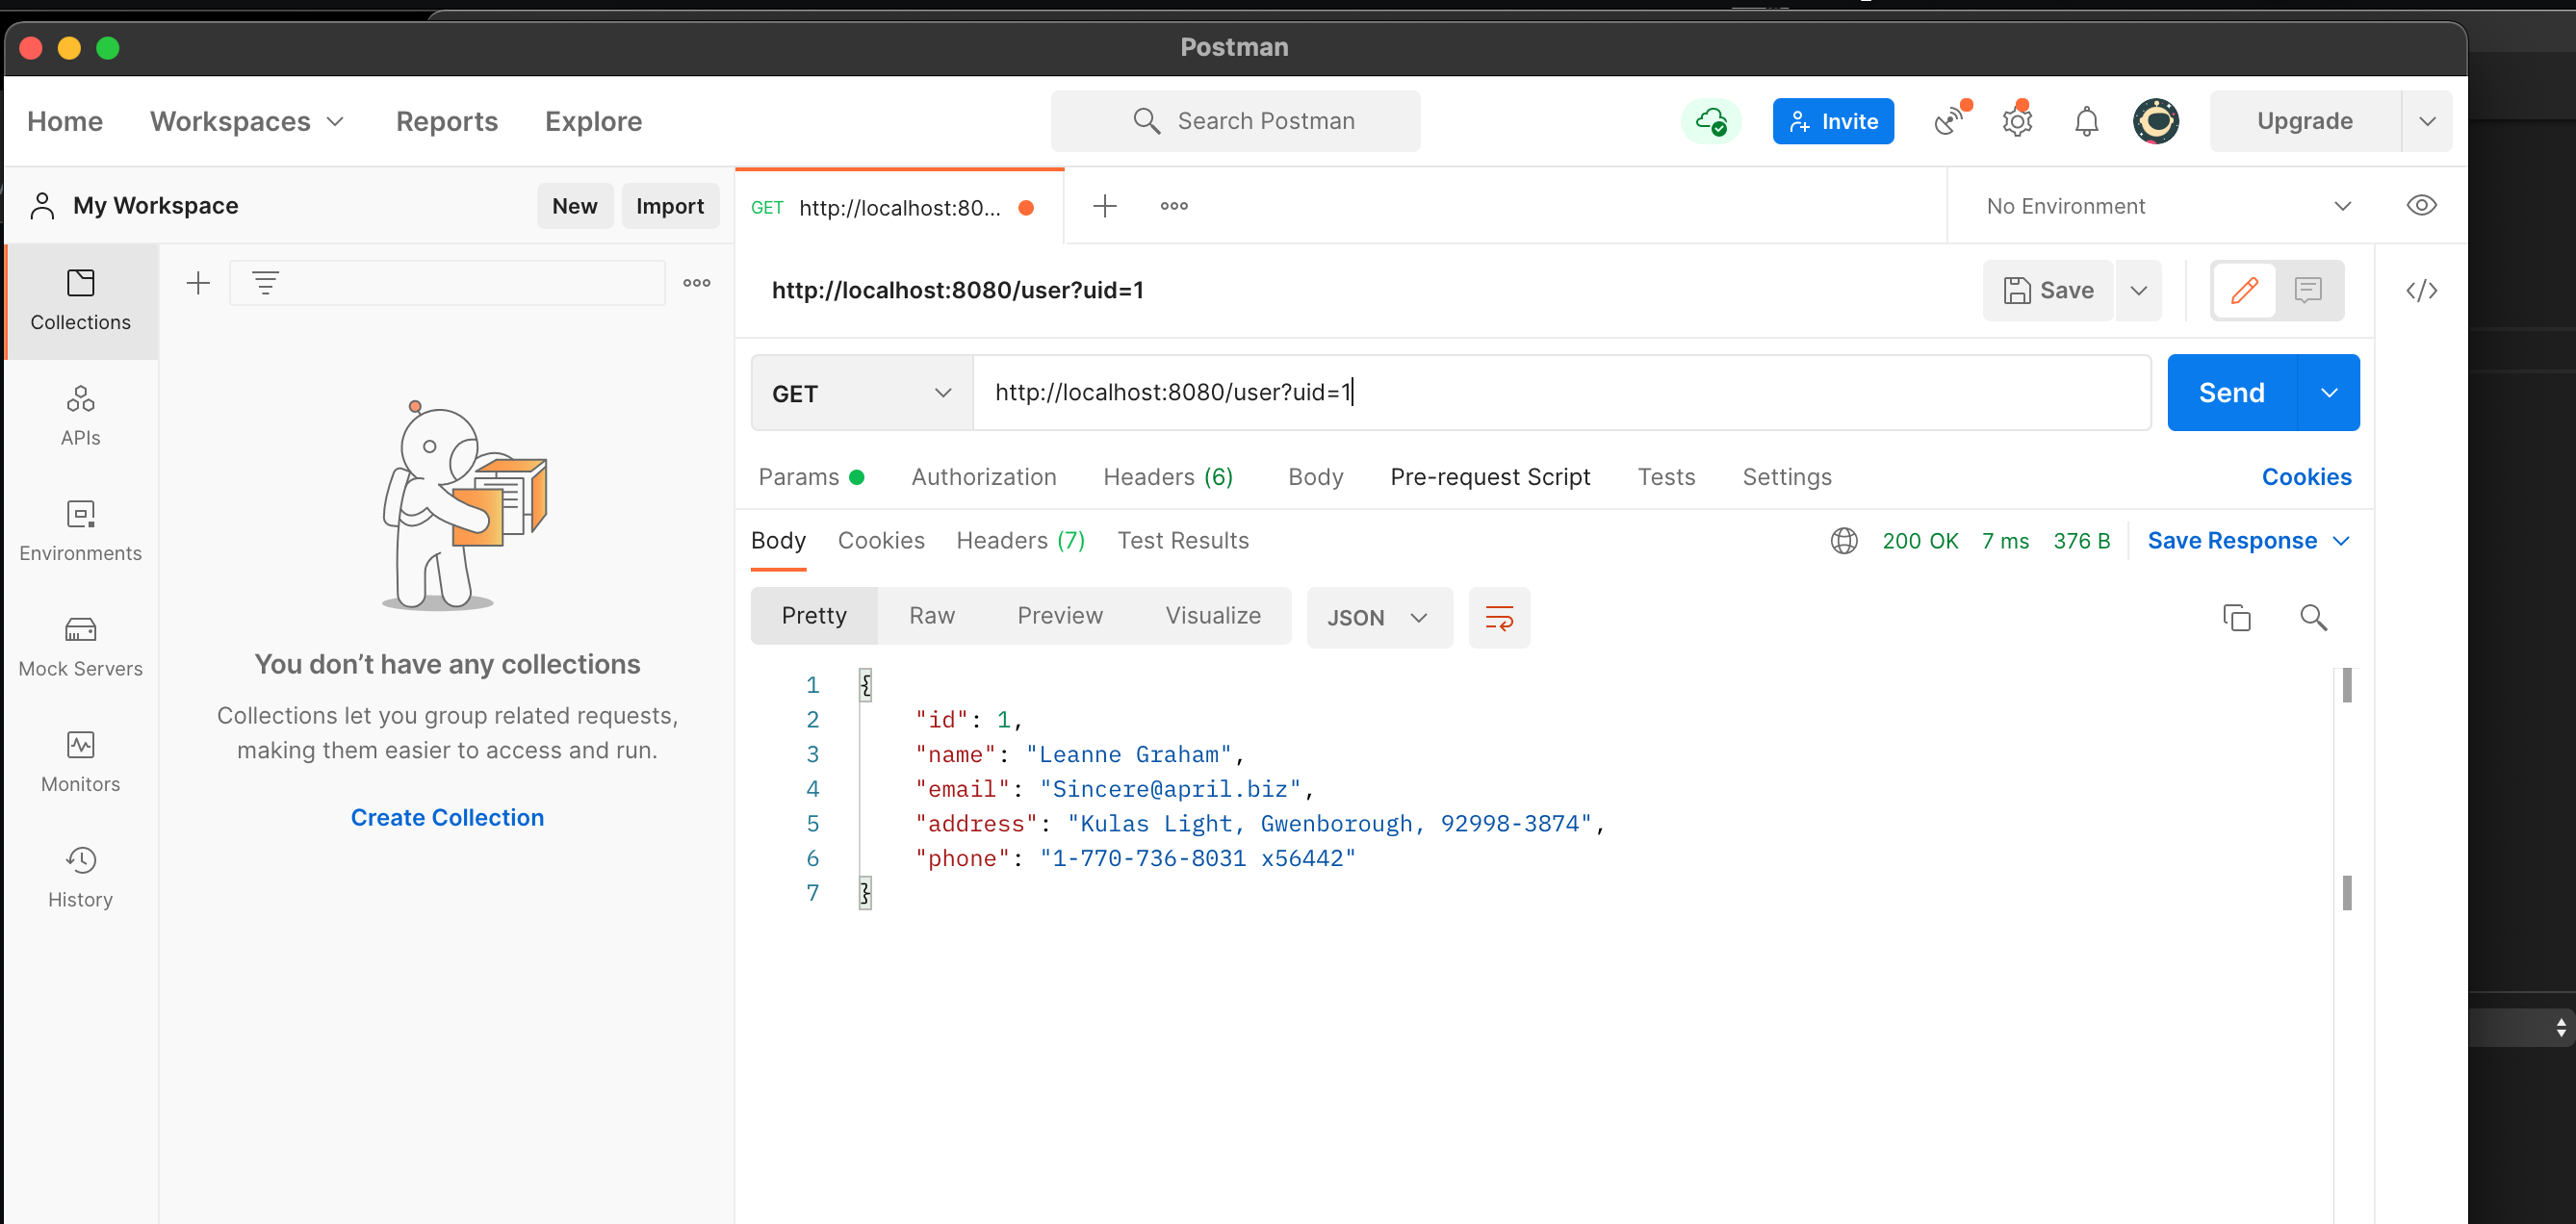 Postman
Home Workspaces Reports Explore Search Postman Invite Upgrade
My Workspace New Import GET http://localhost:80... No Environment
Collections
APIs
Environments
Mock Servers
Monitors
History
You don’t have any collections
Collections let you group related requests,
making them easier to access and run.
Create Collection
http://localhost:8080/user?uid=1 Save
GET http://localhost:8080/user?uid=1 Send
Params Authorization Headers (6) Body Pre-request Script Tests Settings Cookies
Body Cookies Headers (7) Test Results 200 OK 7 ms 376 B Save Response
Pretty Raw Preview Visualize JSON
1 {
2 "id": 1,
3 "name": "Leanne Graham",
4 "email": "Sincere@april.biz",
5 "address": "Kulas Light, Gwenborough, 92998-3874",
6 "phone": "1-770-736-8031 x56442"
7 }